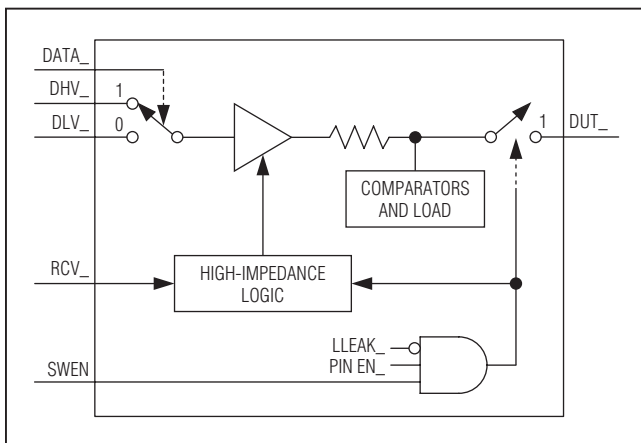 DATA_
DHV_
1
DLV_
0
1
DUT_
COMPARATORS
AND LOAD
RCV_
HIGH-IMPEDANCE
LOGIC
LLEAK_
PIN EN_
SWEN